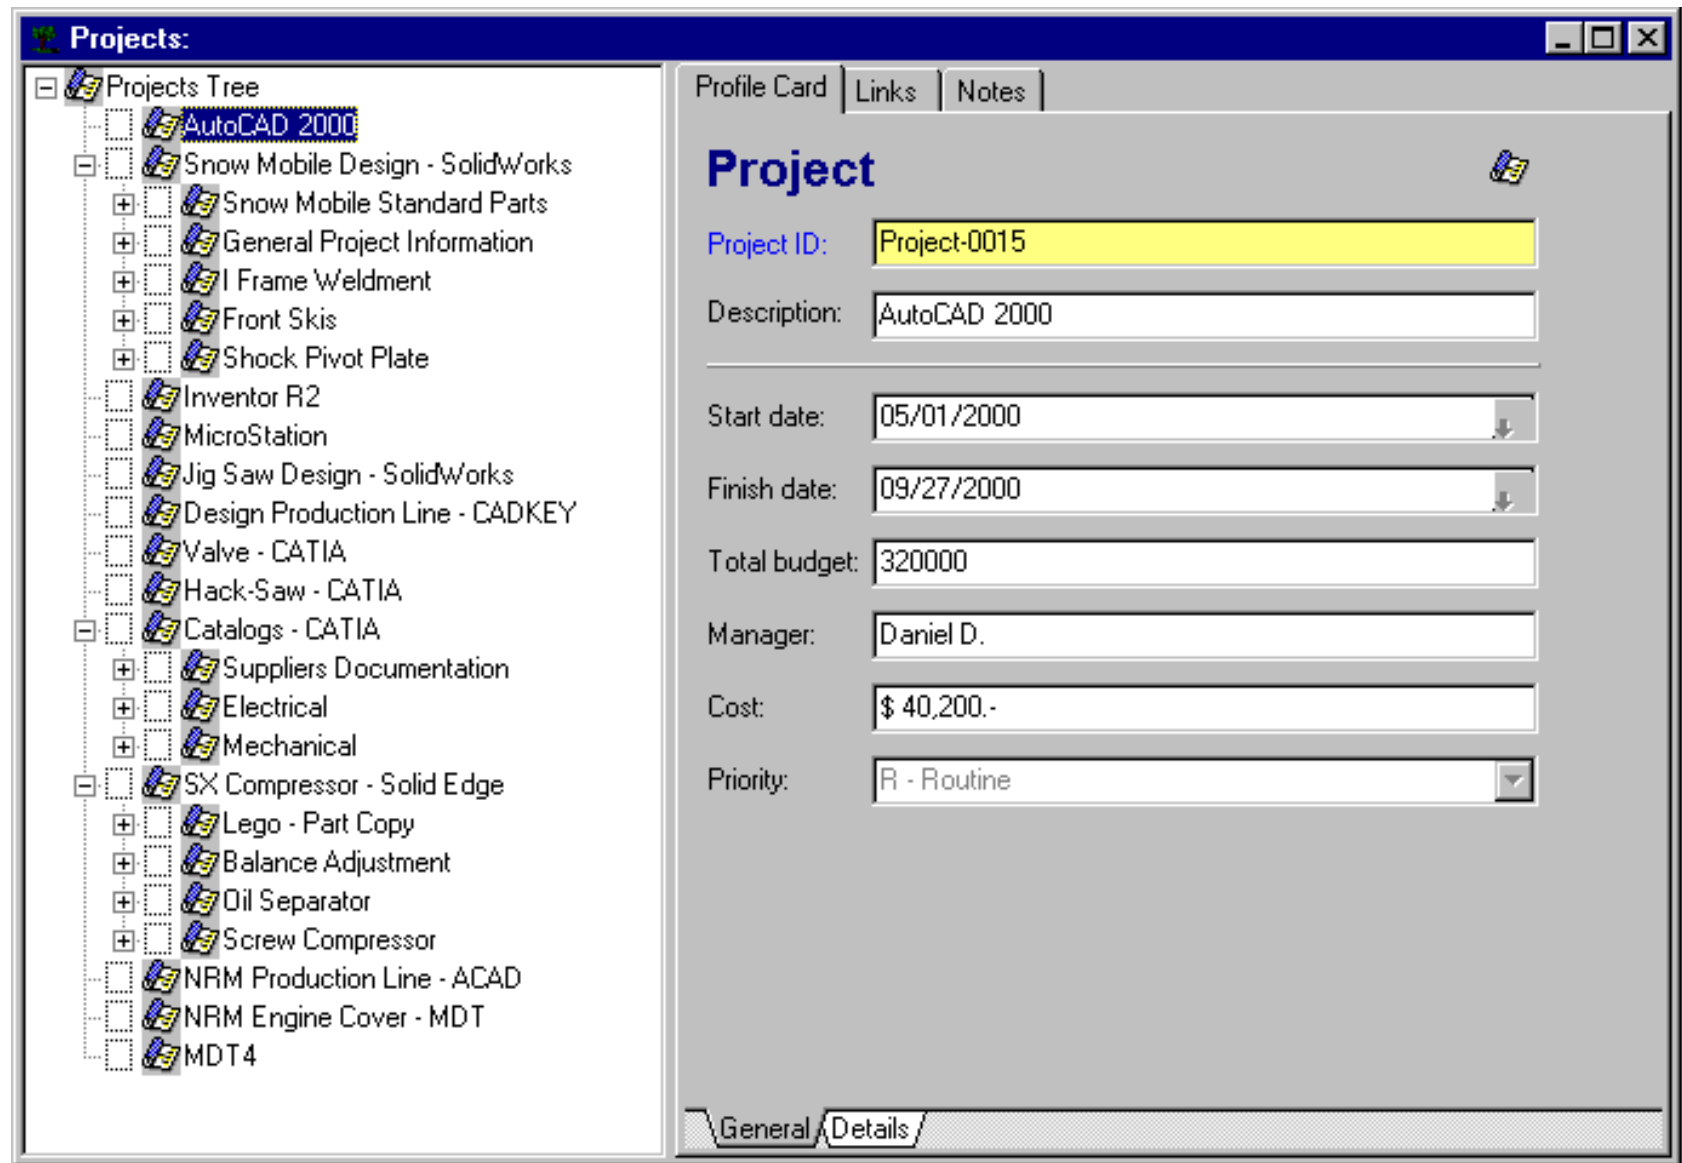 Projects:
Projects Tree
AutoCAD 2000
Snow Mobile Design - SolidWorks
Snow Mobile Standard Parts
General Project Information
I Frame Weldment
Front Skis
Shock Pivot Plate
Inventor R2
MicroStation
Jig Saw Design - SolidWorks
Design Production Line - CADKEY
Valve - CATIA
Hack-Saw - CATIA
Catalogs - CATIA
Suppliers Documentation
Electrical
Mechanical
SX Compressor - Solid Edge
Lego - Part Copy
Balance Adjustment
Oil Separator
Screw Compressor
NRM Production Line - ACAD
NRM Engine Cover - MDT
MDT4
Profile Card Links Notes
Project
Project ID: Project-0015
Description: AutoCAD 2000
Start date: 05/01/2000
Finish date: 09/27/2000
Total budget: 320000
Manager: Daniel D.
Cost: $ 40,200.-
Priority: R - Routine
General Details